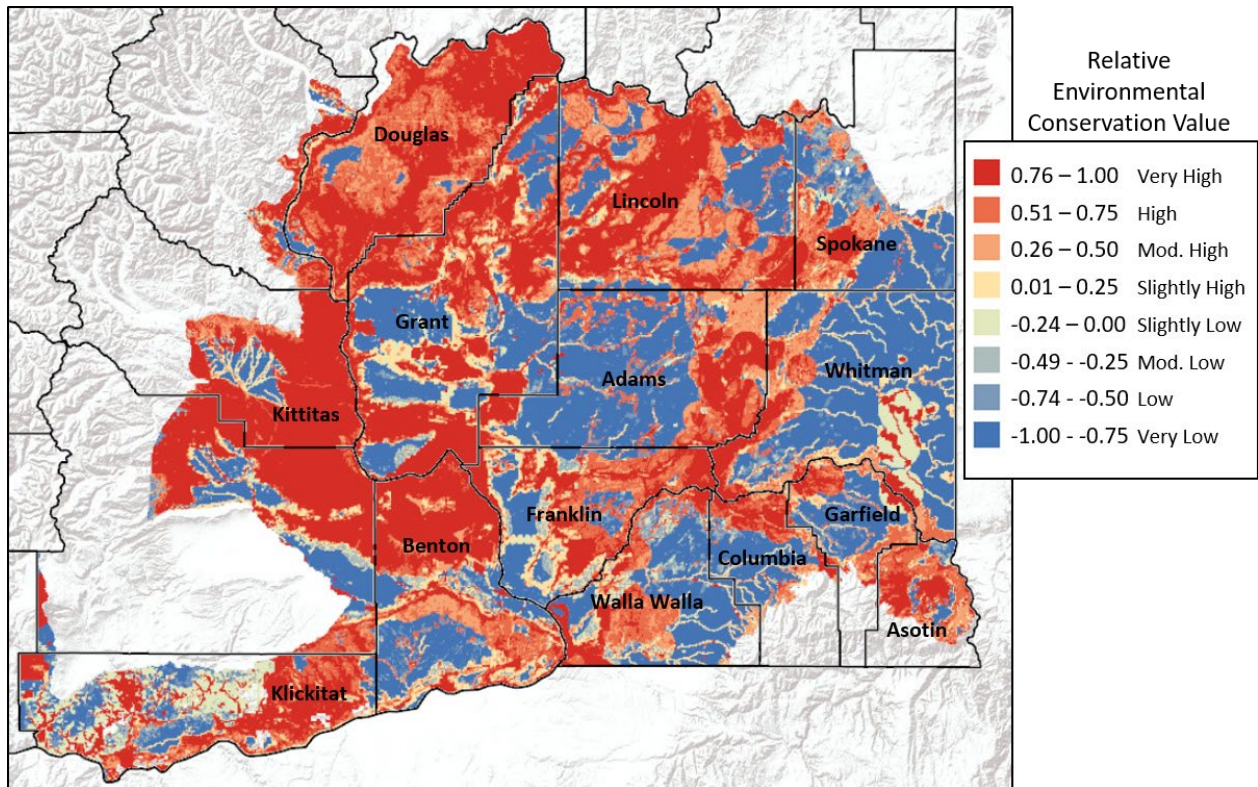 Relative
Environmental
Conservation Value
0.76 – 1.00 Very High
0.51 – 0.75 High
0.26 – 0.50 Mod. High
0.01 – 0.25 Slightly High
-0.24 – 0.00 Slightly Low
-0.49 - -0.25 Mod. Low
-0.74 - -0.50 Low
-1.00 - -0.75 Very Low
Douglas
Lincoln
Spokane
Grant
Adams
Whitman
Kittitas
Franklin
Garfield
Benton
Columbia
Walla Walla
Asotin
Klickitat